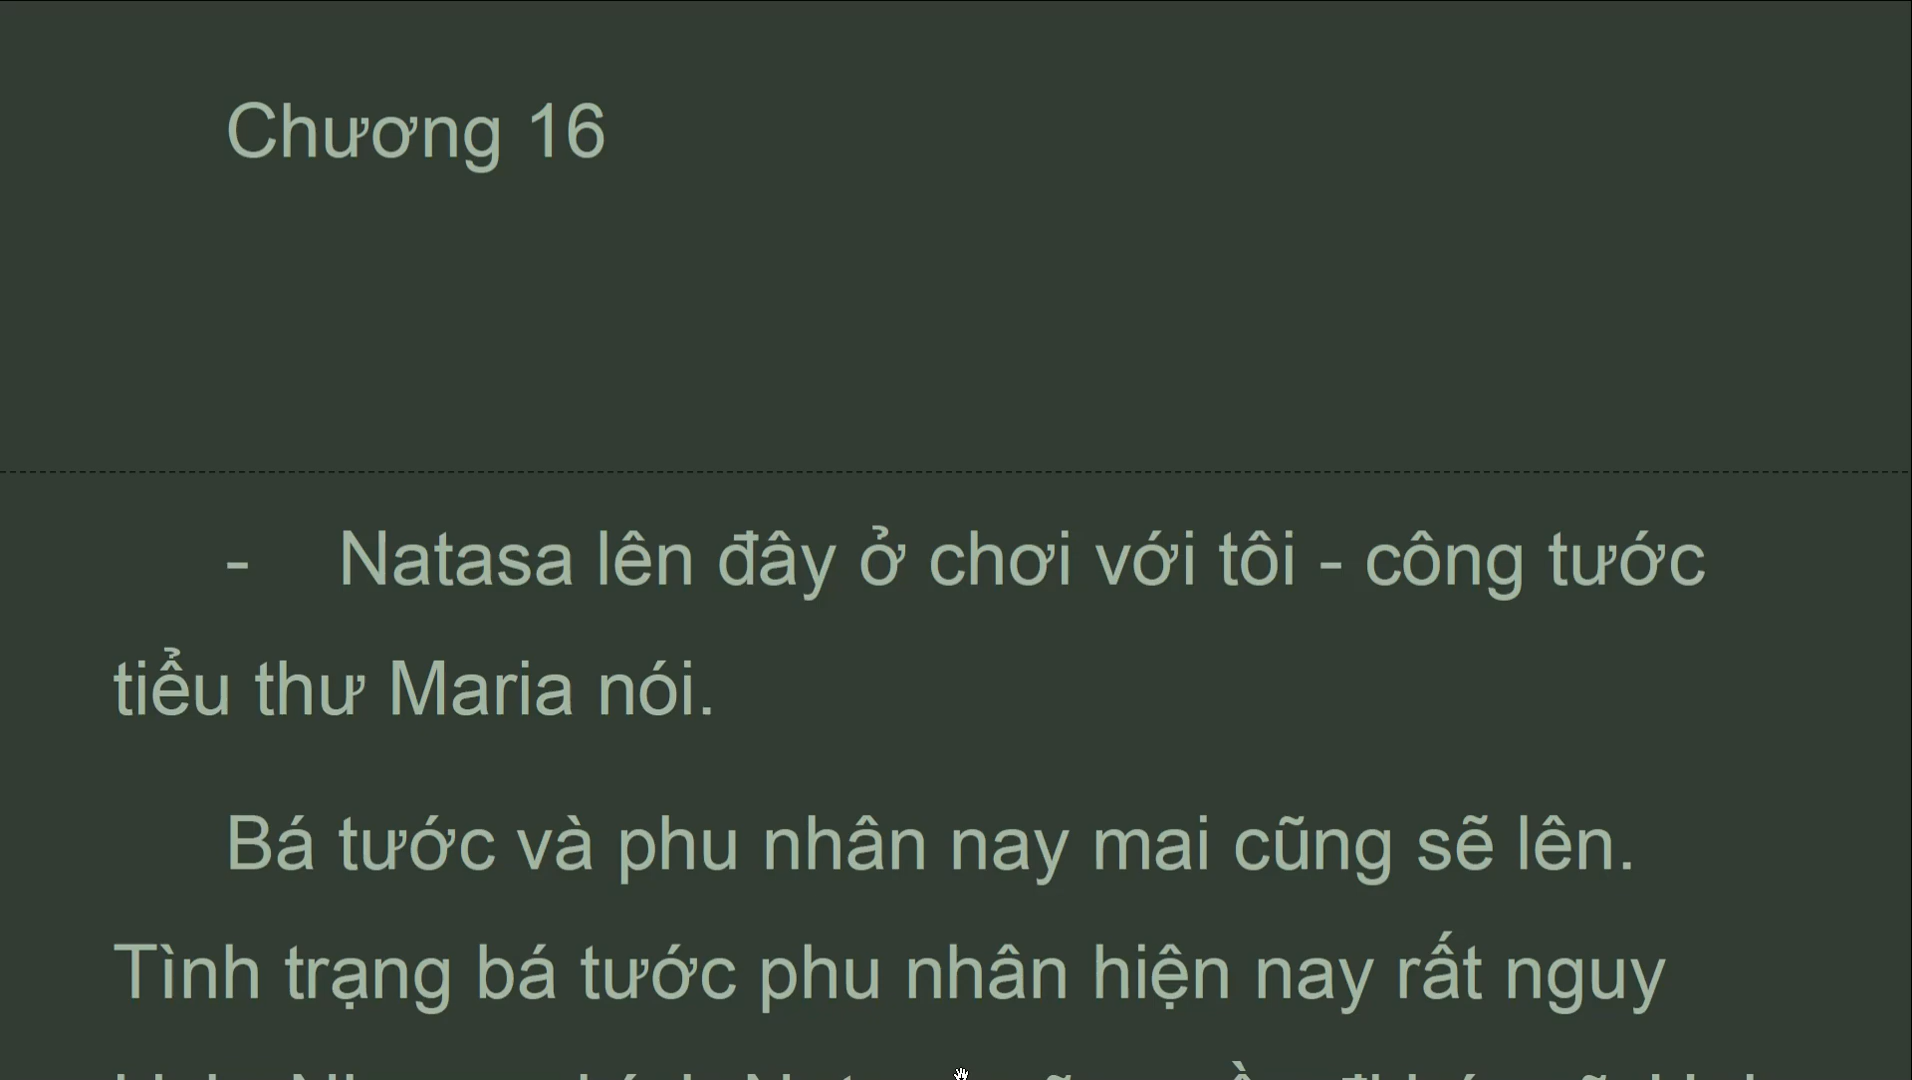 Chương 16
- Natasa lên đây ở chơi với tôi - công tước
tiểu thư Maria nói.
Bá tước và phu nhân nay mai cũng sẽ lên.
Tình trạng bá tước phu nhân hiện nay rất nguy